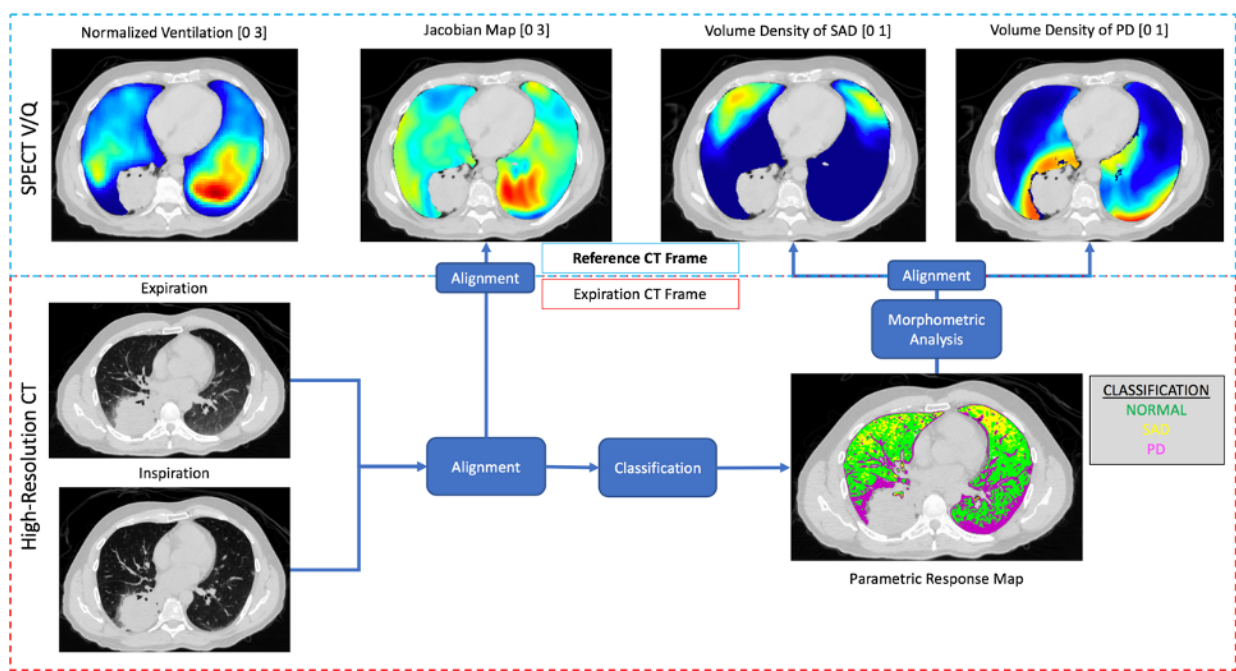 Normalized Ventilation [0 3]
Jacobian Map [0 3]
Volume Density of SAD [0 1]
Volume Density of PD [0 1]
SPECT V/Q
Alignment
Reference CT Frame
Alignment
Expiration CT Frame
Expiration
Morphometric
Analysis
High-Resolution CT
CLASSIFICATION
NORMAL
SAD
PD
Alignment
Classification
Inspiration
Parametric Response Map